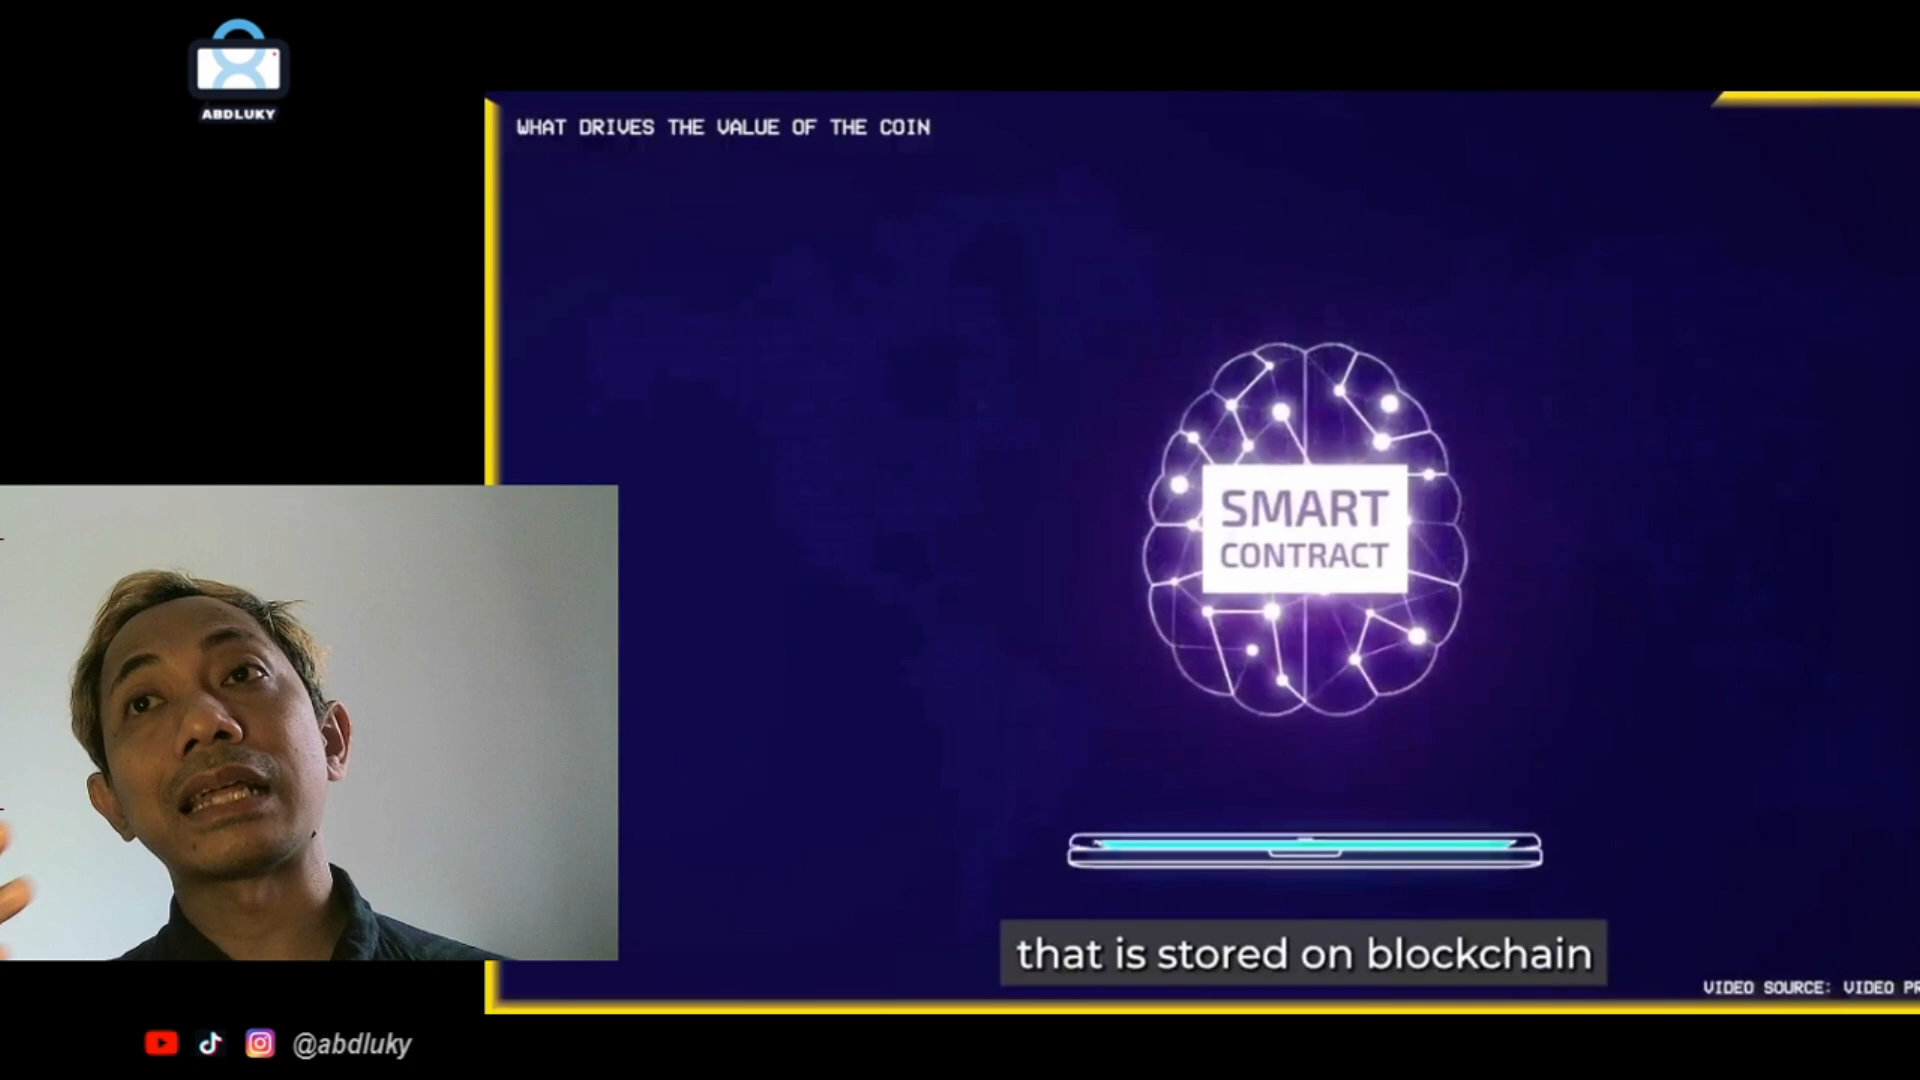 ABDLUKY
WHAT DRIVES THE VALUE OF THE COIN
SMART
CONTRACT
that is stored on blockchain
VIDEO SOURCE: VIDEO
@abdluky